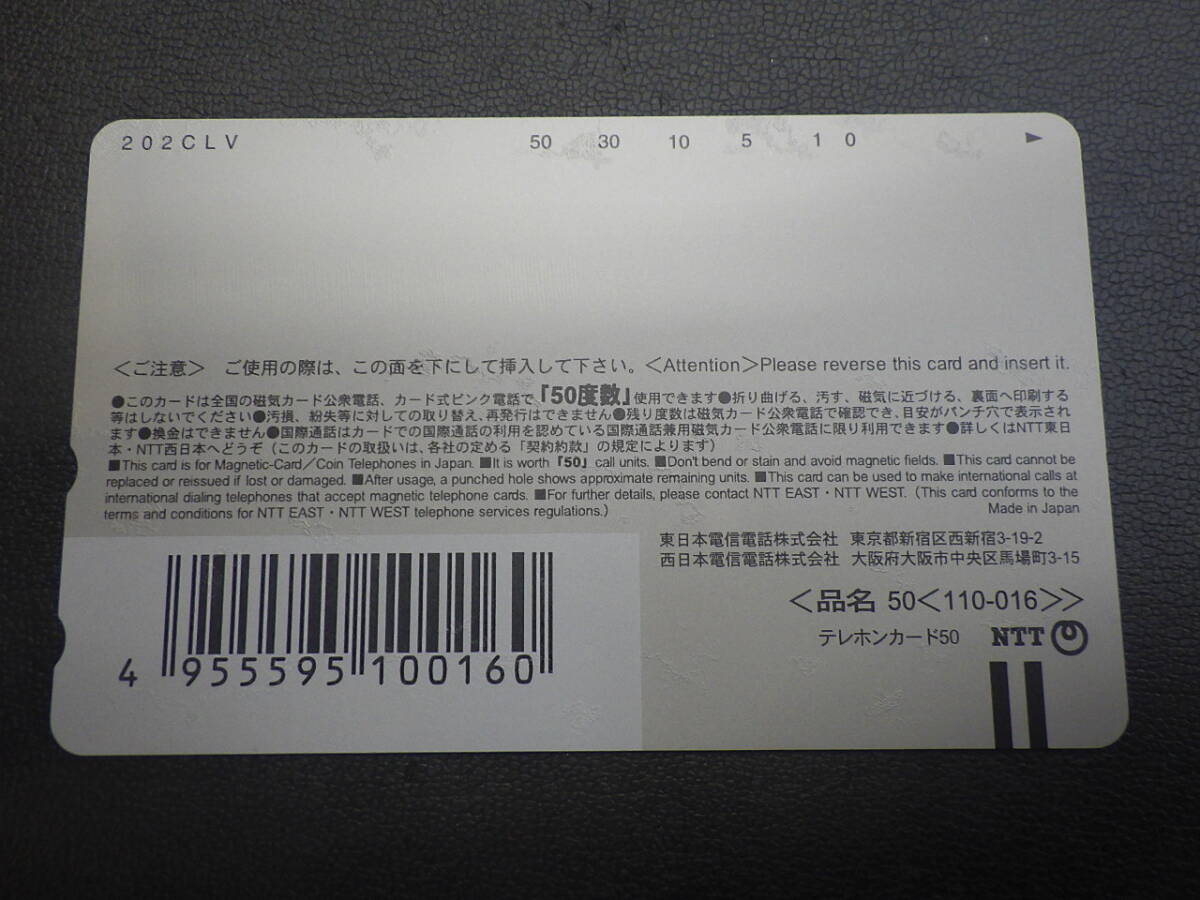 202CLV 50 30 10 5 1 0
＜ご注意＞ ご使用の際は、この面を下にして挿入して下さい。＜Attention＞Please reverse this card and insert it.
●このカードは全国の磁気カード公衆電話、カード式ピンク電話で『50度数』使用できます●折り曲げる、汚す、磁気に近づける、裏面へ印刷する
等はしないでください●汚損、紛失等に対しての取り替え、再発行はできません●残り度数は磁気カード公衆電話で確認でき、目安がパンチ穴で表示され
ます●換金はできません●国際通話はカードでの国際通話の利用を認めている国際通話兼用磁気カード公衆電話に限り利用できます●詳しくはNTT東日
本・NTT西日本へどうぞ（このカードの取扱いは、各社の定める「契約約款」の規定によります）
■This card is for Magnetic-Card／Coin Telephones in Japan. ■It is worth『50』call units. ■Don't bend or stain and avoid magnetic fields. ■This card cannot be
replaced or reissued if lost or damaged. ■After usage, a punched hole shows approximate remaining units. ■This card can be used to make international calls at
international dialing telephones that accept magnetic telephone cards. ■For further details, please contact NTT EAST・NTT WEST. (This card conforms to the
terms and conditions for NTT EAST・NTT WEST telephone services regulations.) Made in Japan
東日本電信電話株式会社 東京都新宿区西新宿3-19-2
西日本電信電話株式会社 大阪府大阪市中央区馬場町3-15
＜品名 50＜110-016＞＞
テレホンカード50 NTT
4 955595 100160